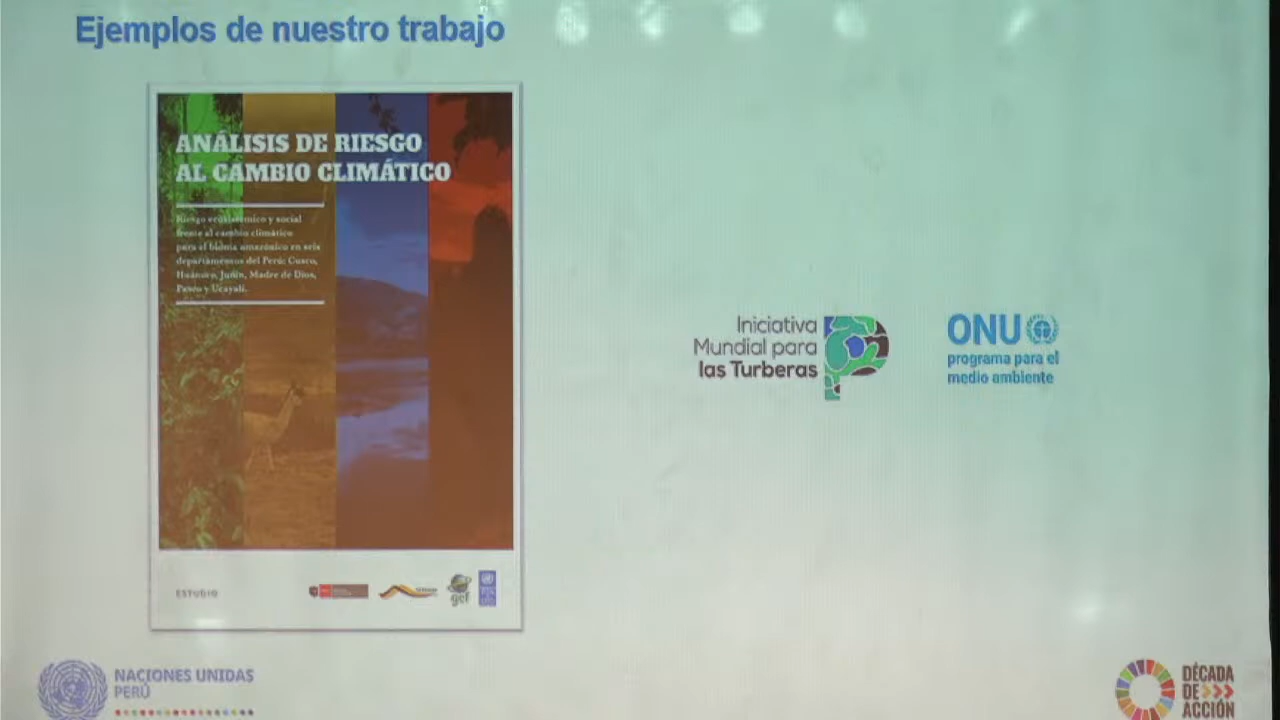 Ejemplos de nuestro trabajo
ANÁLISIS DE RIESGO
AL CAMBIO CLIMÁTICO
Riesgo ecosistémico y social
frente al cambio climático
para el bioma amazónico en seis
departamentos del Perú: Cusco,
Huánuco, Junín, Madre de Dios,
Pasco y Ucayali.
ESTUDIO
gef
Iniciativa
Mundial para
las Turberas
ONU
programa para el
medio ambiente
NACIONES UNIDAS
PERÚ
DÉCADA
DE >>>
ACCIÓN